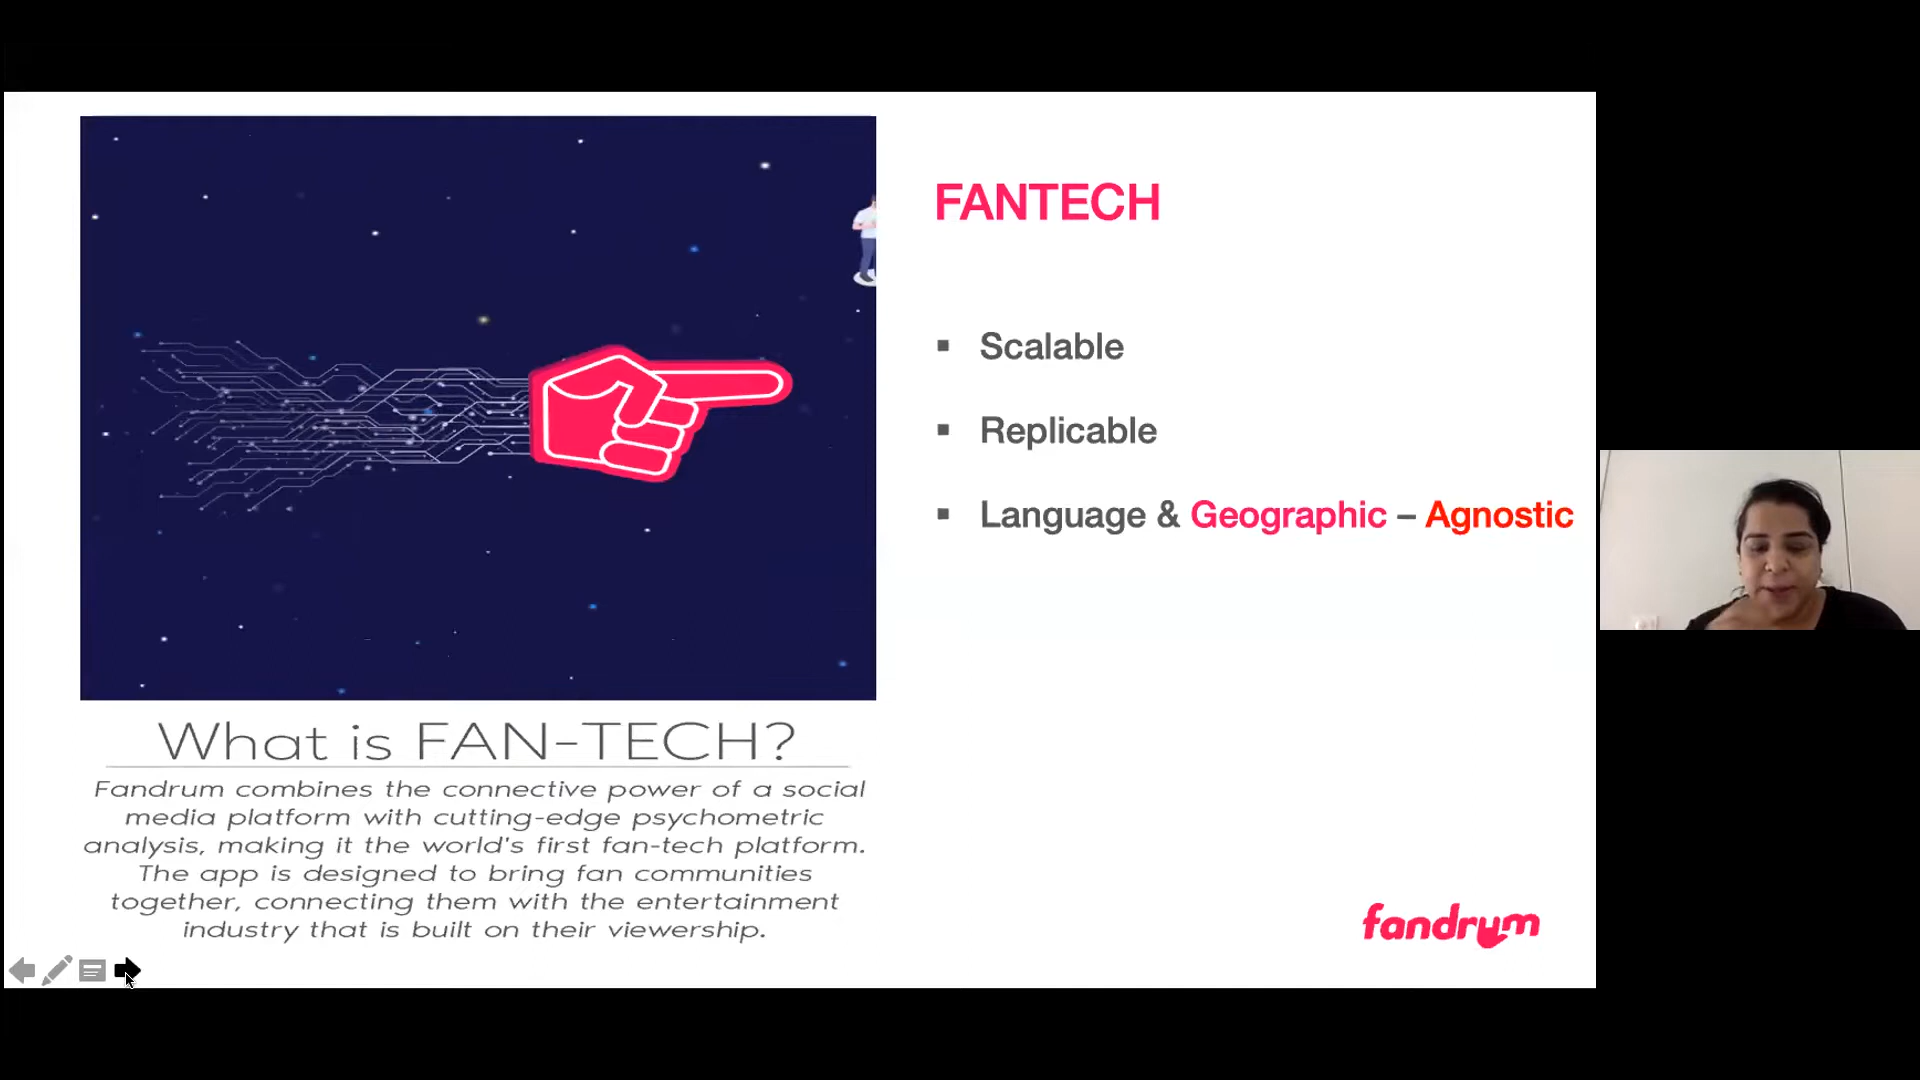 FANTECH
▪ Scalable
▪ Replicable
▪ Language & Geographic – Agnostic
What is FAN-TECH?
Fandrum combines the connective power of a social
media platform with cutting-edge psychometric
analysis, making it the world's first fan-tech platform.
The app is designed to bring fan communities
together, connecting them with the entertainment
industry that is built on their viewership.
fandrum